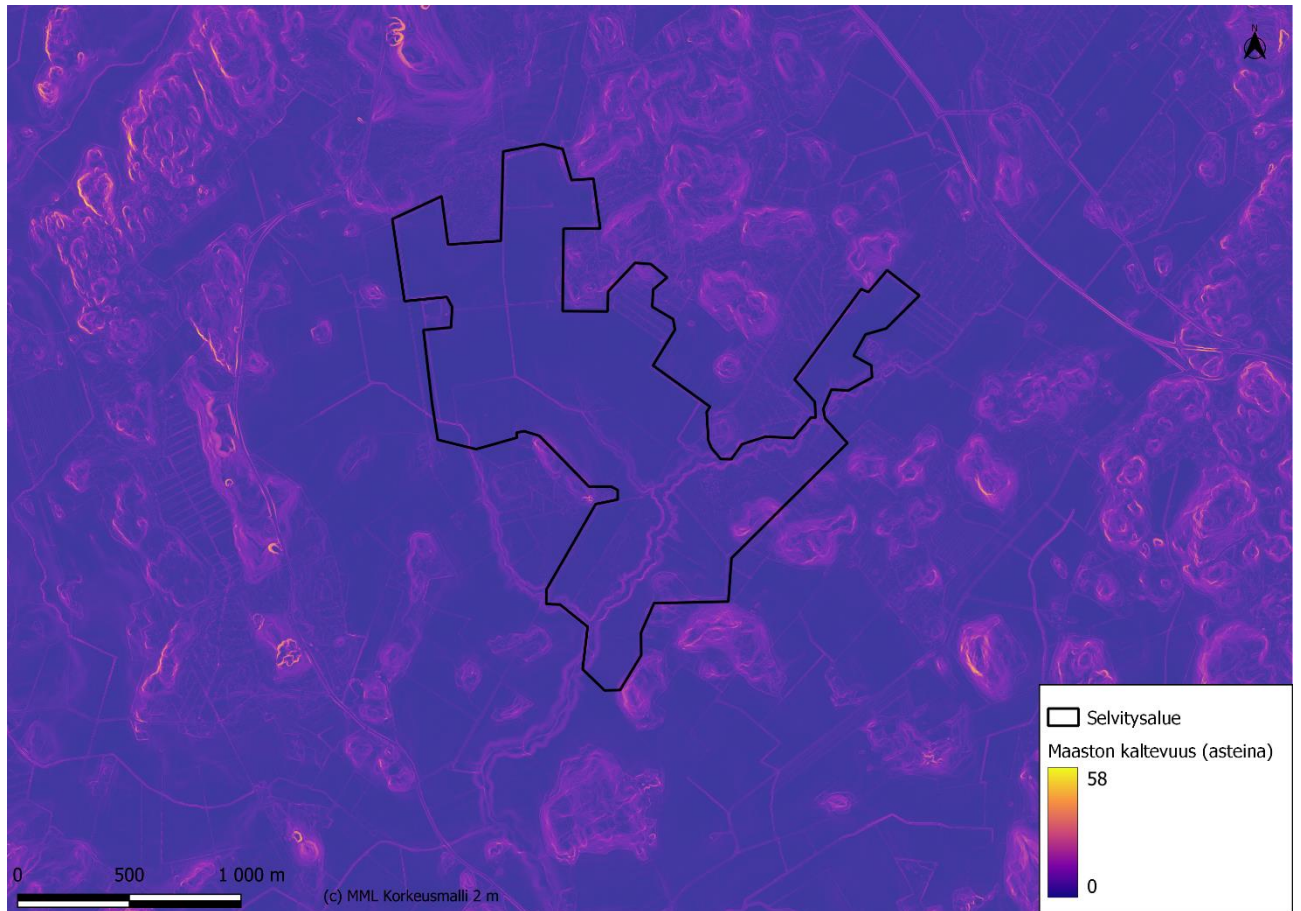 N
Selvitysalue
Maaston kaltevuus (asteina)
58
0
0 500 1 000 m
(c) MML Korkeusmalli 2 m